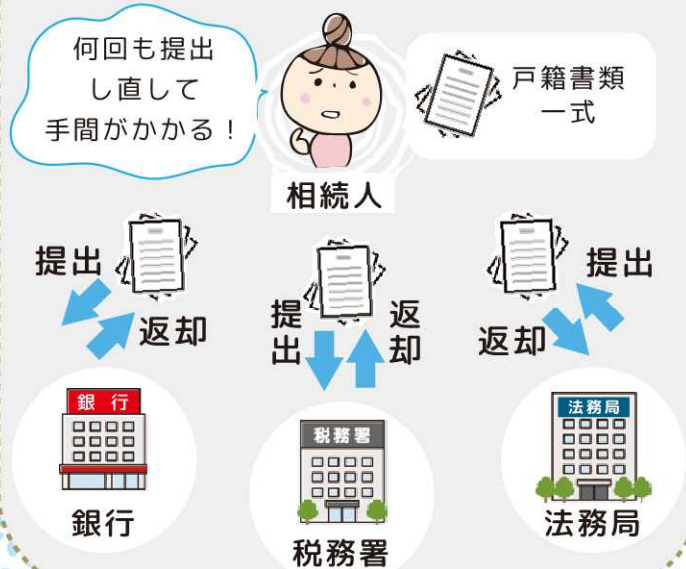 何回も提出
し直して
手間がかかる！
戸籍書類
一式
相続人
提出
返却
提出
返却
提出
返却
銀行
銀行
税務署
税務署
法務局
法務局